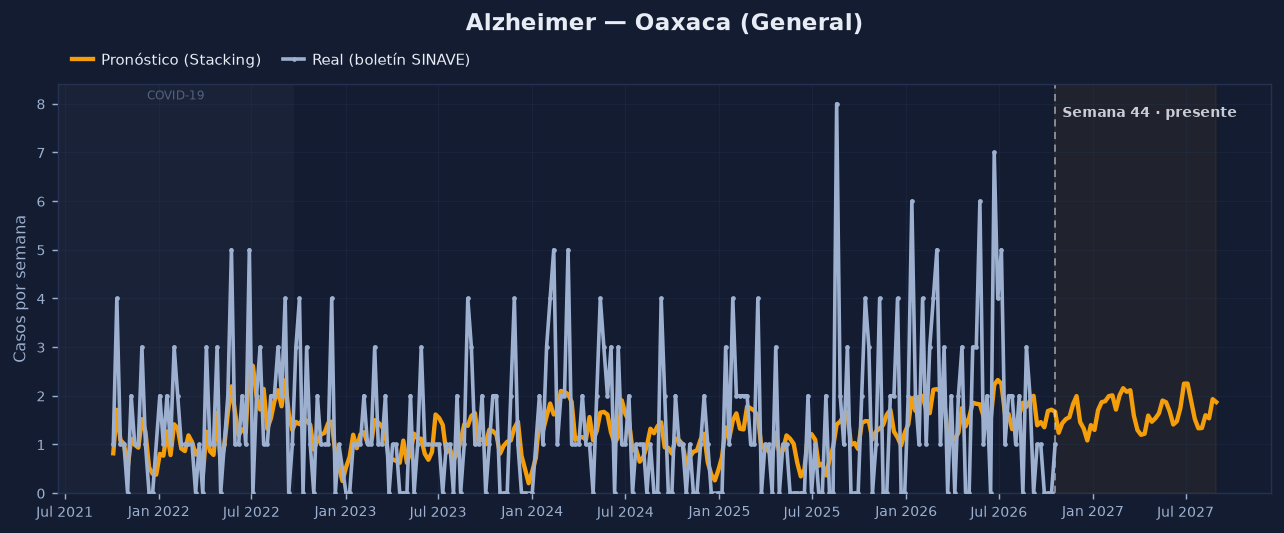 Alzheimer — Oaxaca (General)
Pronóstico (Stacking)
Real (boletín SINAVE)
COVID-19
Semana 44 · presente
Casos por semana
8
7
6
5
4
3
2
1
0
Jul 2021
Jan 2022
Jul 2022
Jan 2023
Jul 2023
Jan 2024
Jul 2024
Jan 2025
Jul 2025
Jan 2026
Jul 2026
Jan 2027
Jul 2027